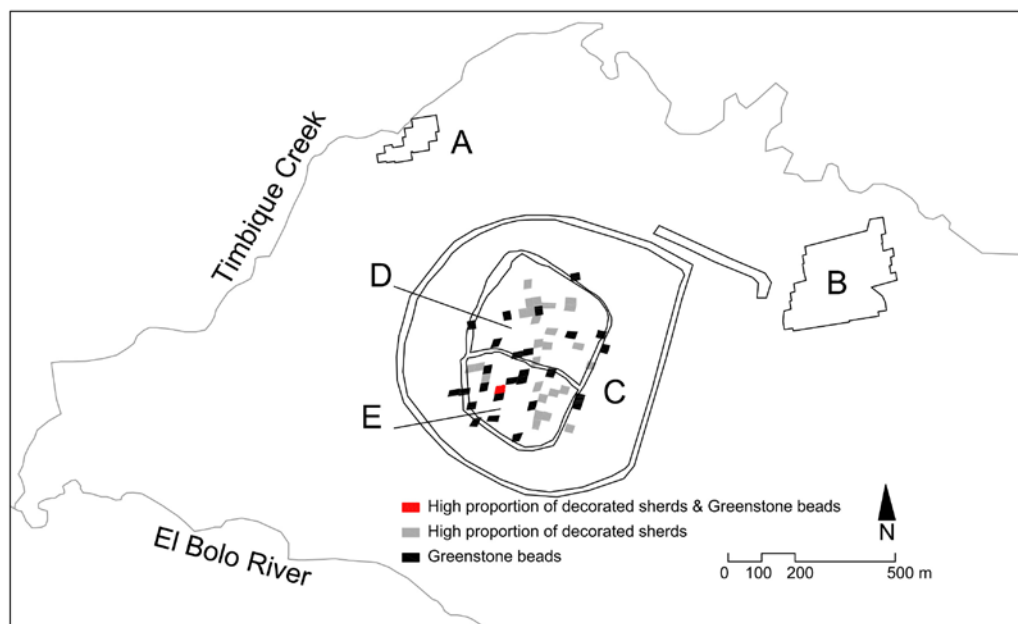 Timbique Creek
A
B
D
C
E
High proportion of decorated sherds & Greenstone beads
High proportion of decorated sherds
Greenstone beads
N
El Bolo River
0 100 200 500 m